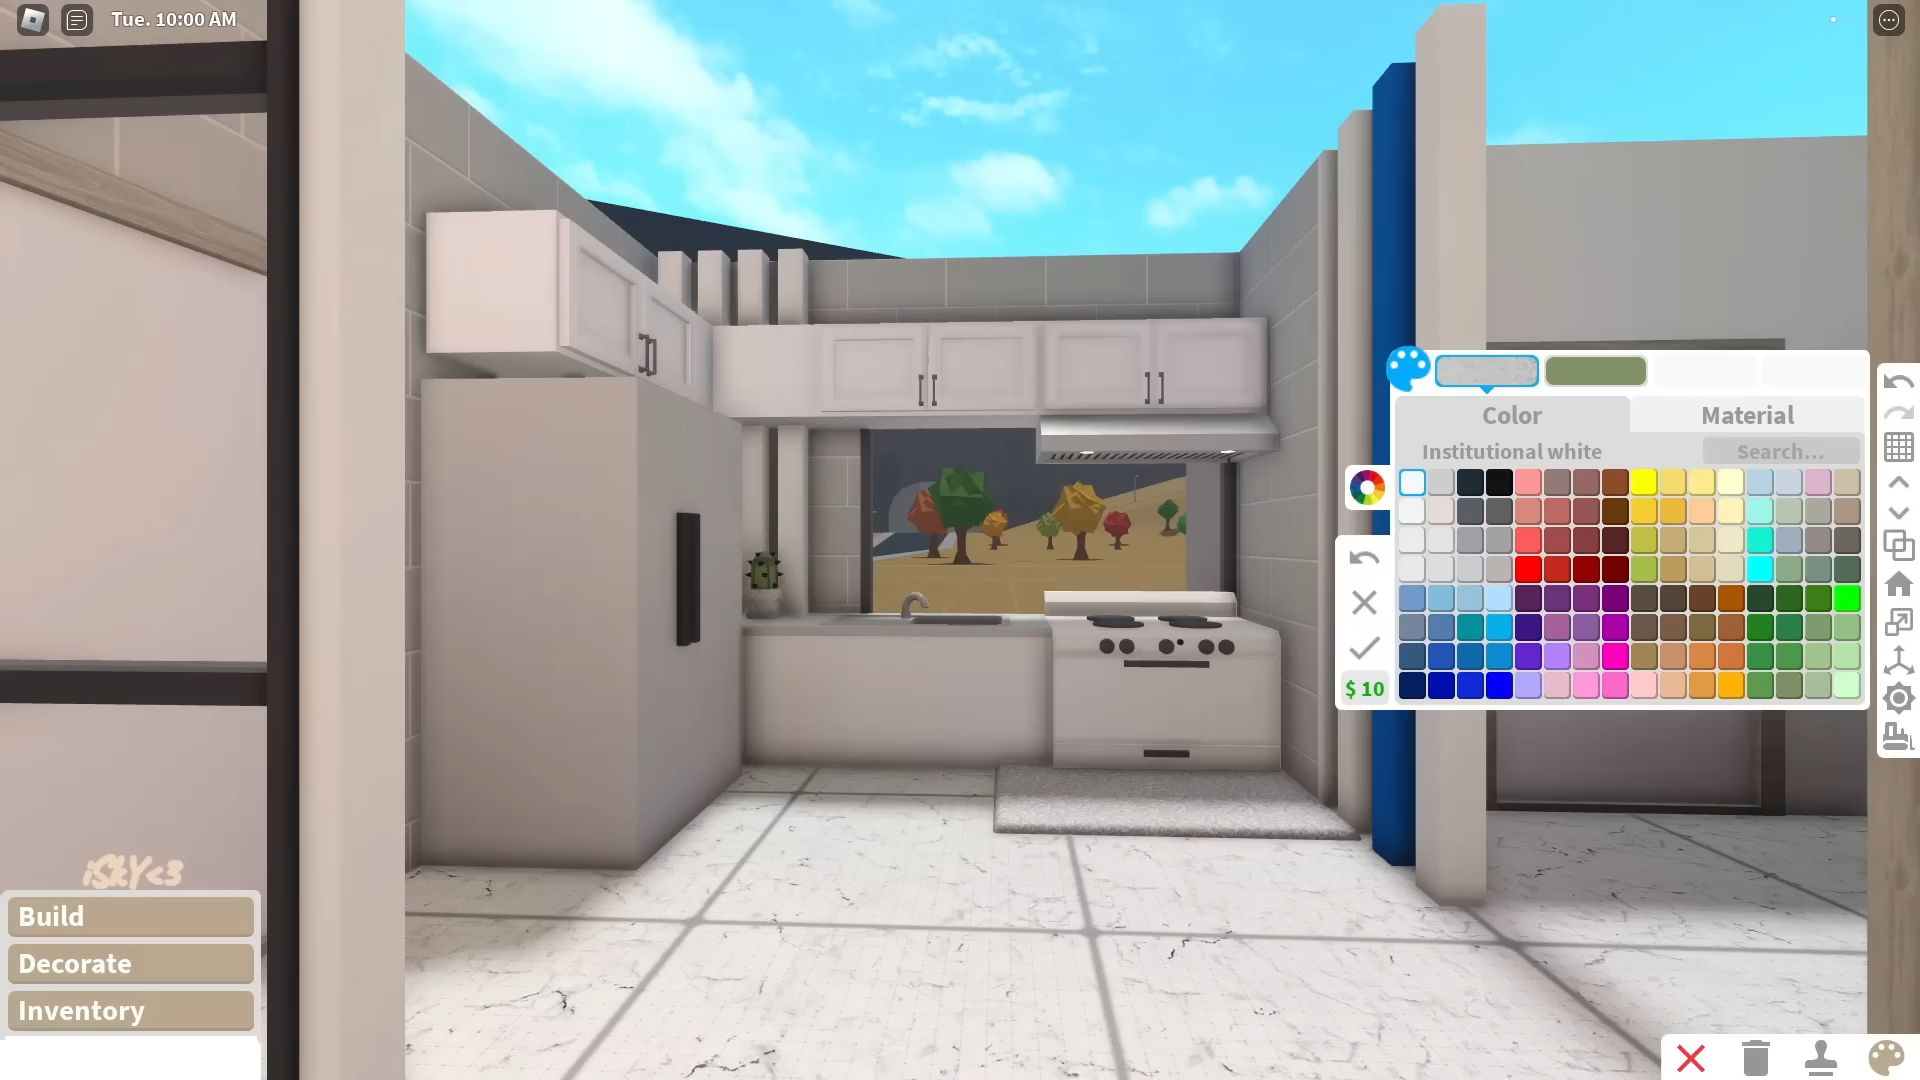 Tue. 10:00 AM
Color
Material
Institutional white
Search...
$ 10
iSkY<3
Build
Decorate
Inventory